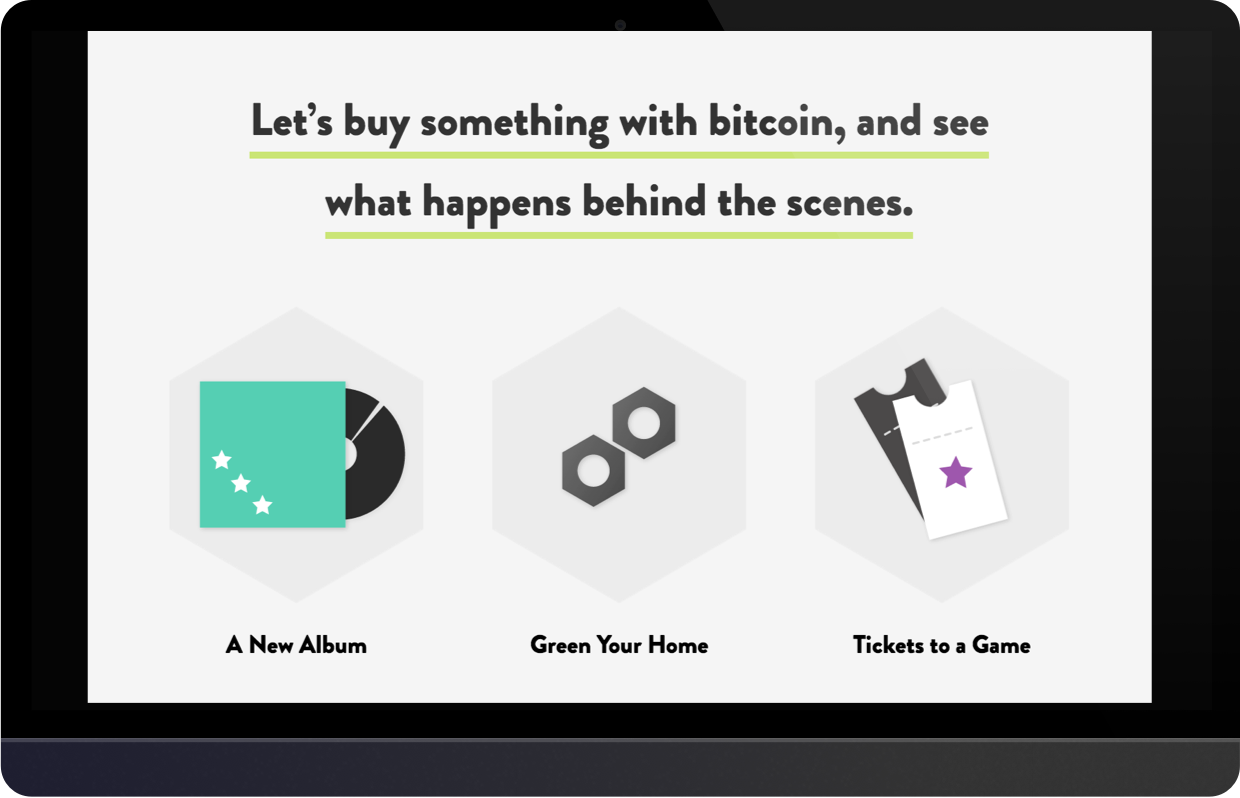 Let’s buy something with bitcoin, and see
what happens behind the scenes.
A New Album
Green Your Home
Tickets to a Game